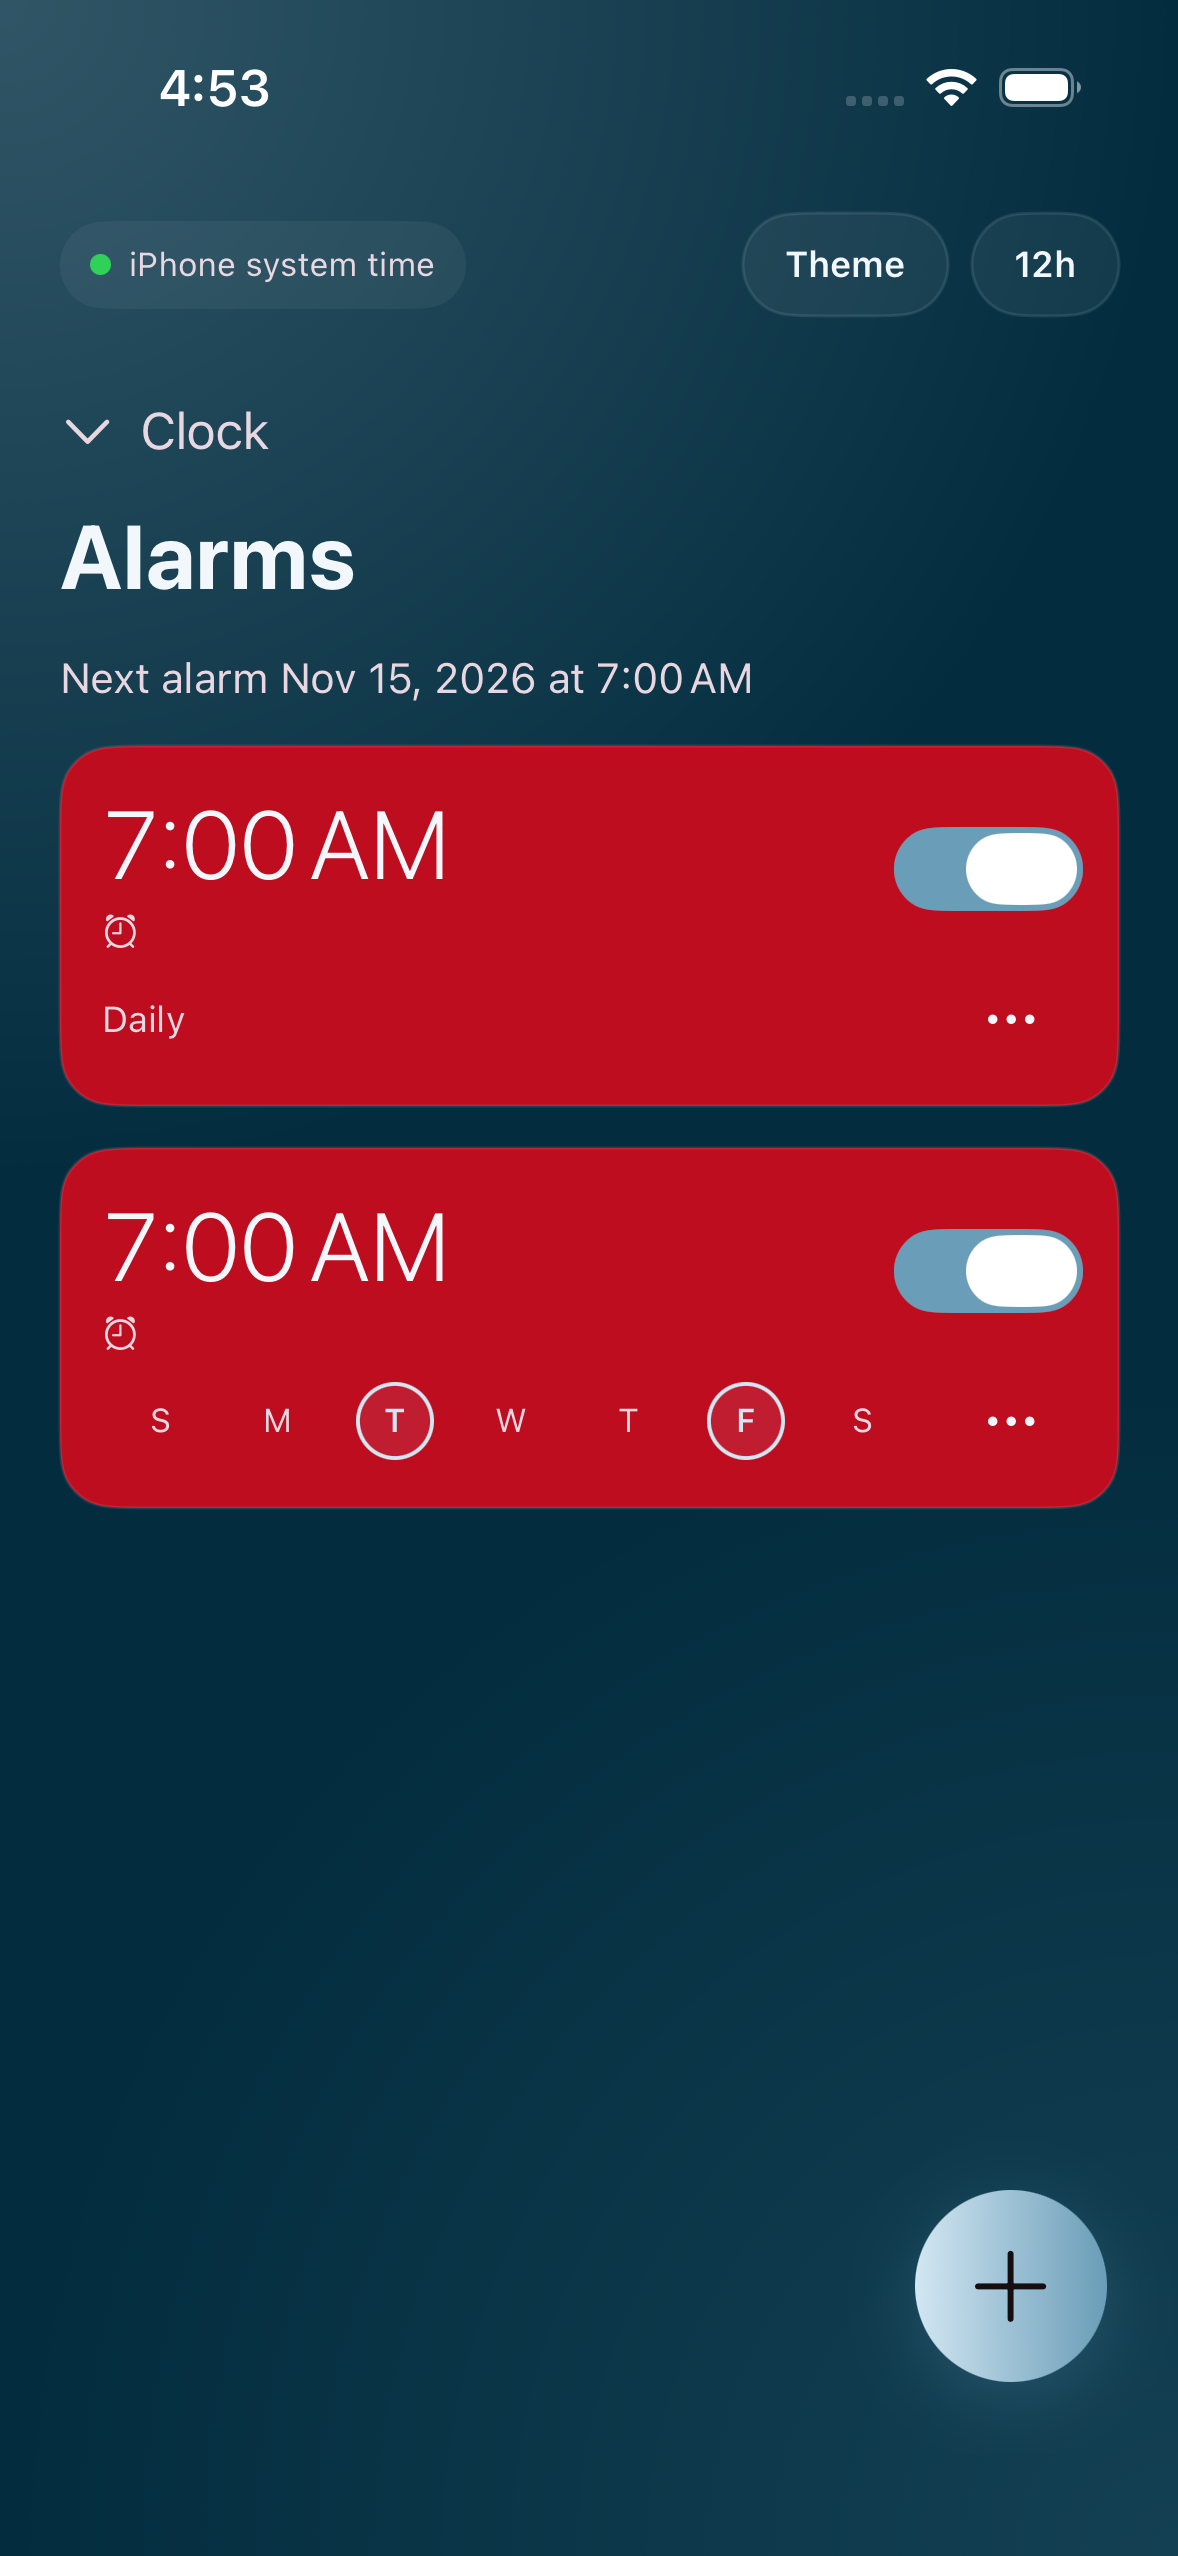 4:53
iPhone system time
Theme
12h
Clock
Alarms
Next alarm Nov 15, 2026 at 7:00 AM
7:00 AM
Daily
7:00 AM
S M T W T F S